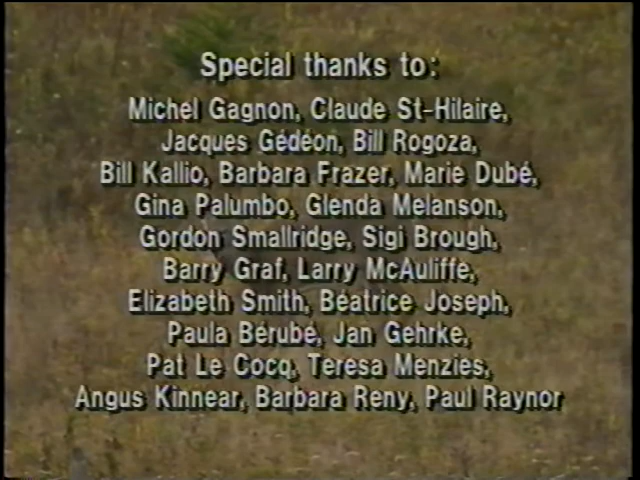 Special thanks to:
Michel Gagnon, Claude St-Hilaire,
Jacques Gédéon, Bill Rogoza,
Bill Kallio, Barbara Frazer, Marie Dubé,
Gina Palumbo, Glenda Melanson,
Gordon Smallridge, Sigi Brough,
Barry Graf, Larry McAuliffe,
Elizabeth Smith, Béatrice Joseph,
Paula Bérubé, Jan Gehrke,
Pat Le Cocq, Teresa Menzies,
Angus Kinnear, Barbara Reny, Paul Raynor